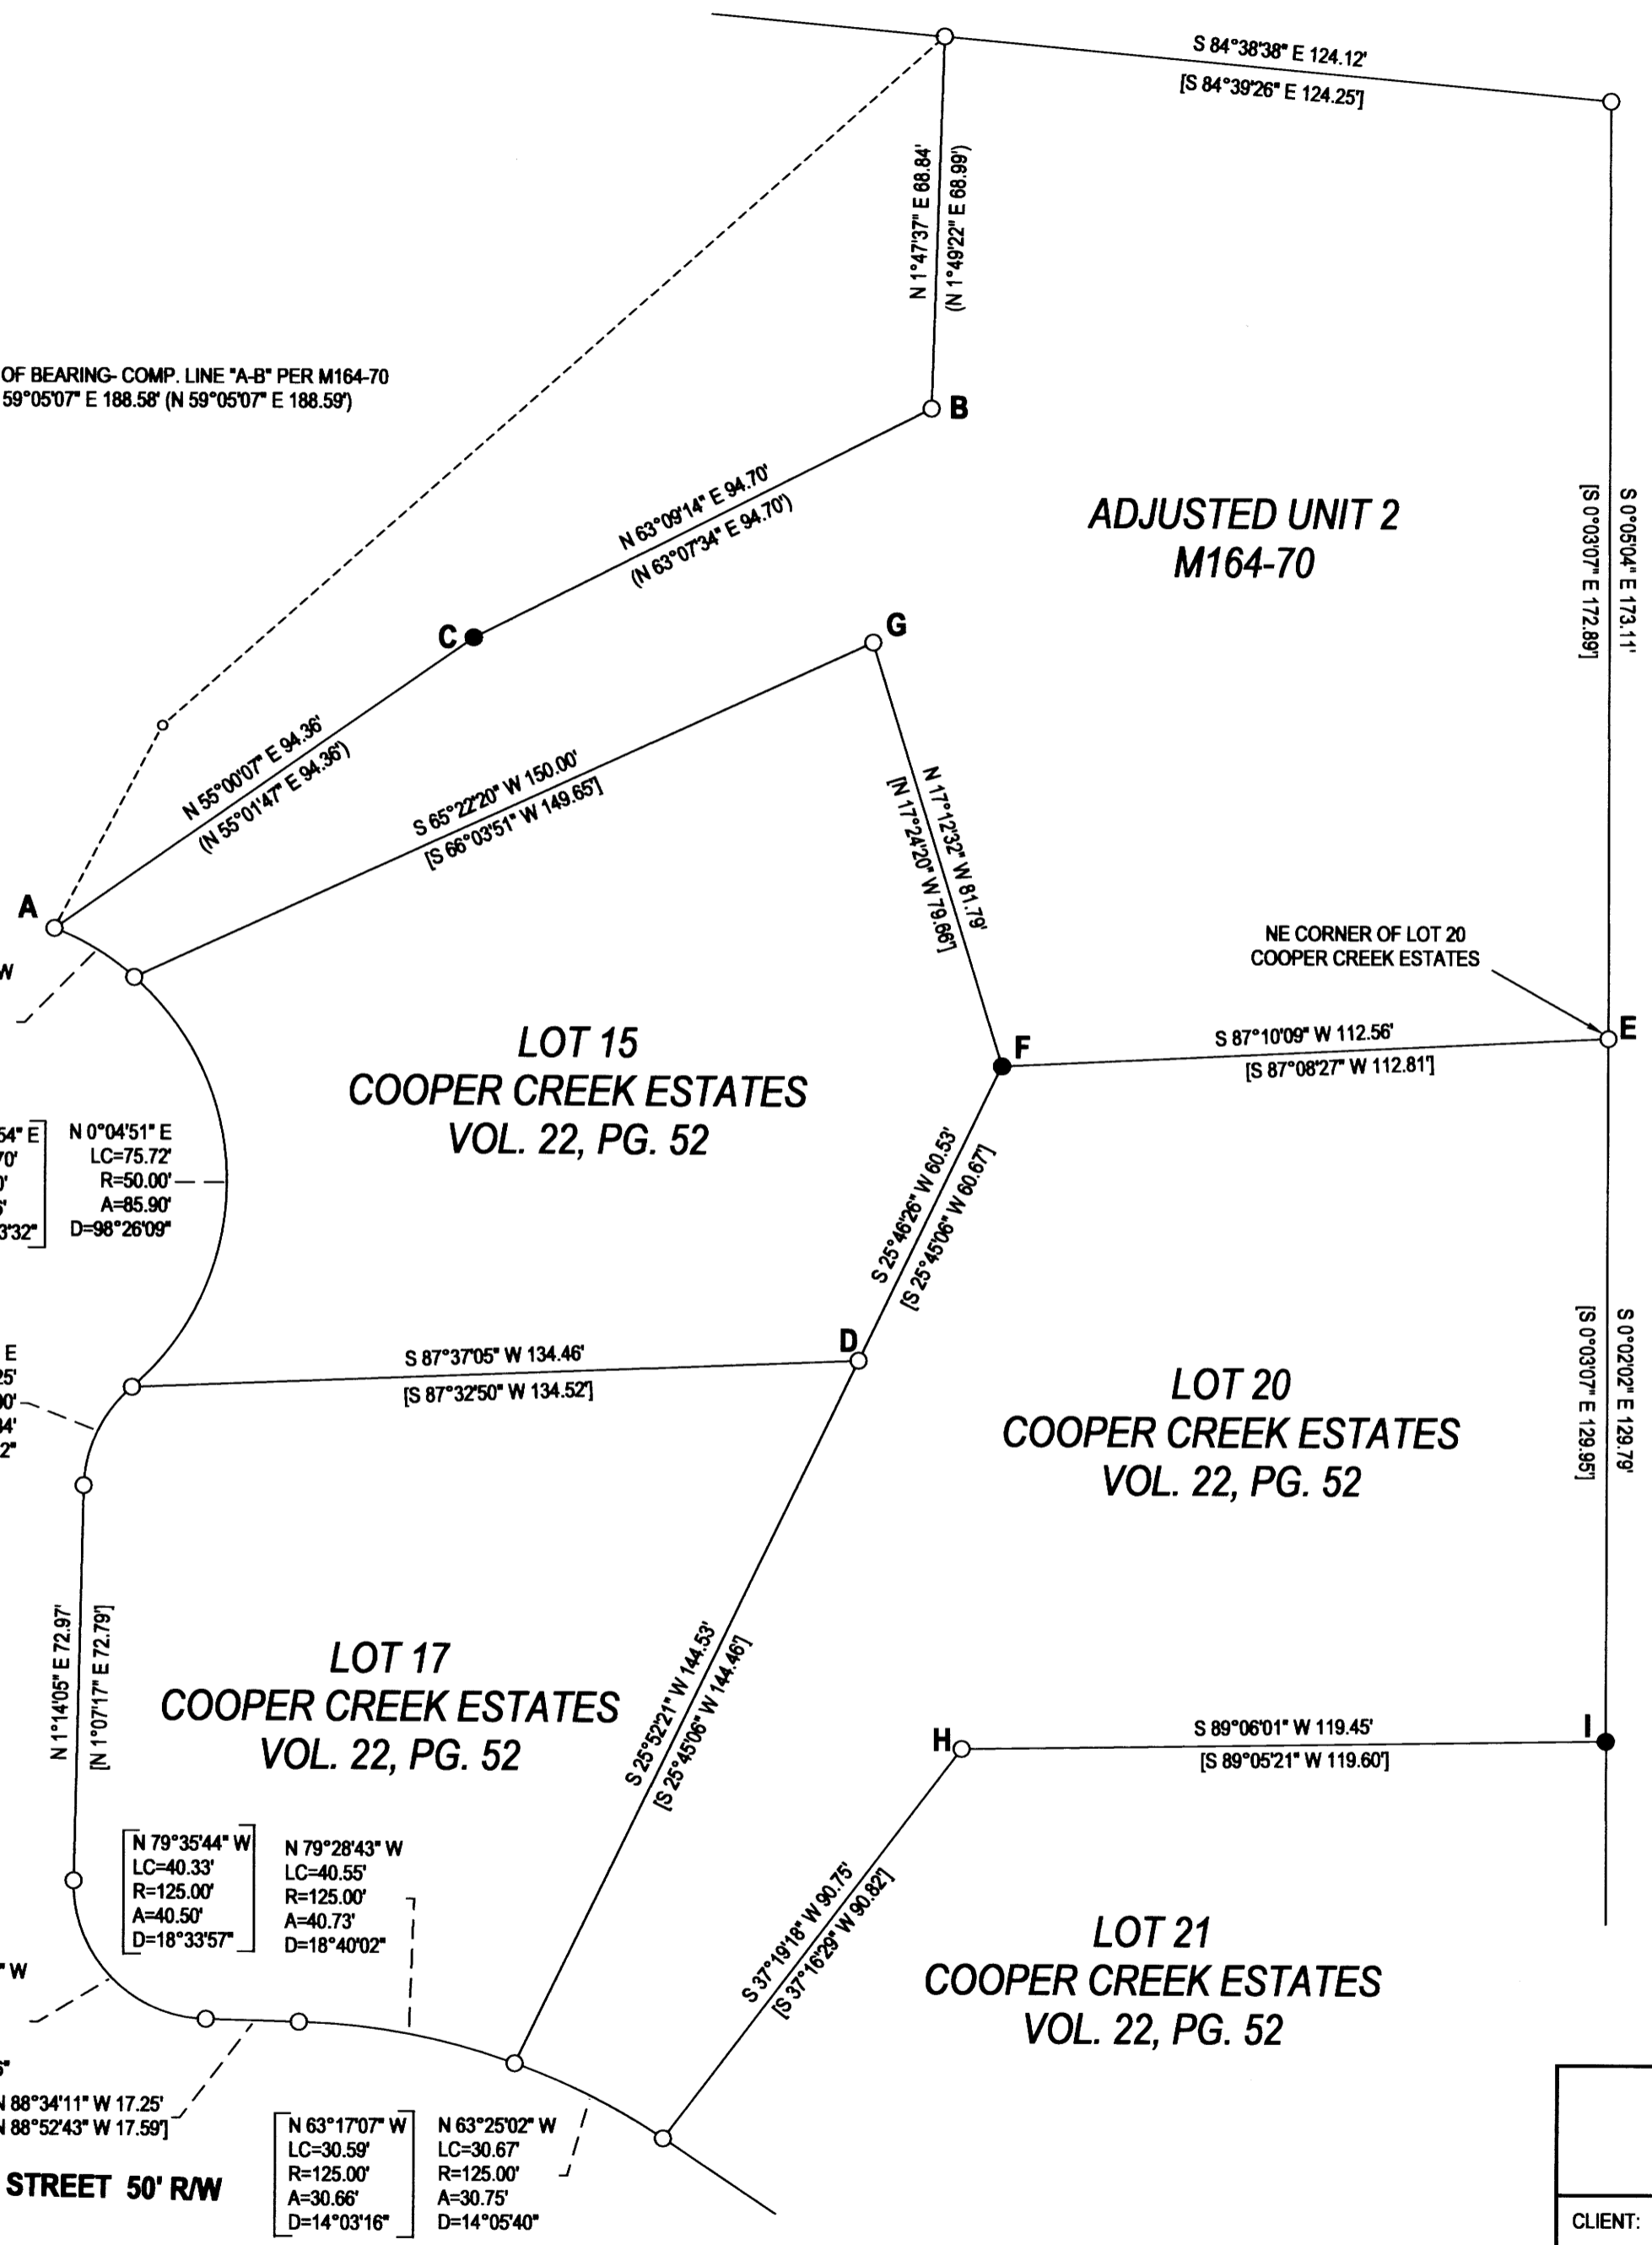 S 84°38'38" E 124.12'
[S 84°39'26" E 124.25']
N 1°47'37" E 68.84'
(N 1°49'22" E 68.99')
OF BEARING- COMP. LINE "A-B" PER M164-70
59°05'07" E 188.58' (N 59°05'07" E 188.59')
B
N 63°09'14" E 94.70'
(N 63°07'34" E 94.70')
ADJUSTED UNIT 2
M164-70
S 0°05'04" E 173.11'
[S 0°03'07" E 172.89']
C
G
N 55°00'07" E 94.36'
(N 55°01'47" E 94.36')
S 65°22'20" W 150.00'
[S 66°03'51" W 149.65']
N 17°12'32" W 81.79'
[N 17°24'20" W 79.66']
A
W
NE CORNER OF LOT 20
COOPER CREEK ESTATES
E
F
S 87°10'09" W 112.56'
[S 87°08'27" W 112.81']
LOT 15
COOPER CREEK ESTATES
VOL. 22, PG. 52
54" E
70'
0'
3'32"
N 0°04'51" E
LC=75.72'
R=50.00'
A=85.90'
D=98°26'09"
S 25°46'26" W 60.53'
[S 25°45'06" W 60.67']
E
25'
00'
34'
2"
D
S 87°37'05" W 134.46'
[S 87°32'50" W 134.52']
LOT 20
COOPER CREEK ESTATES
VOL. 22, PG. 52
S 0°02'02" E 129.79'
[S 0°03'07" E 129.95']
N 1°14'05" E 72.97'
[N 1°07'17" E 72.79']
LOT 17
COOPER CREEK ESTATES
VOL. 22, PG. 52
S 25°52'21" W 144.53'
[S 25°45'06" W 144.46']
H
I
S 89°06'01" W 119.45'
[S 89°05'21" W 119.60']
N 79°35'44" W
LC=40.33'
R=125.00'
A=40.50'
D=18°33'57"
N 79°28'43" W
LC=40.55'
R=125.00'
A=40.73'
D=18°40'02"
S 37°19'18" W 90.75'
[S 37°16'29" W 90.82']
LOT 21
COOPER CREEK ESTATES
VOL. 22, PG. 52
" W
N 88°34'11" W 17.25'
N 88°52'43" W 17.59']
N 63°17'07" W
LC=30.59'
R=125.00'
A=30.66'
D=14°03'16"
N 63°25'02" W
LC=30.67'
R=125.00'
A=30.75'
D=14°05'40"
STREET 50' R/W
CLIENT: